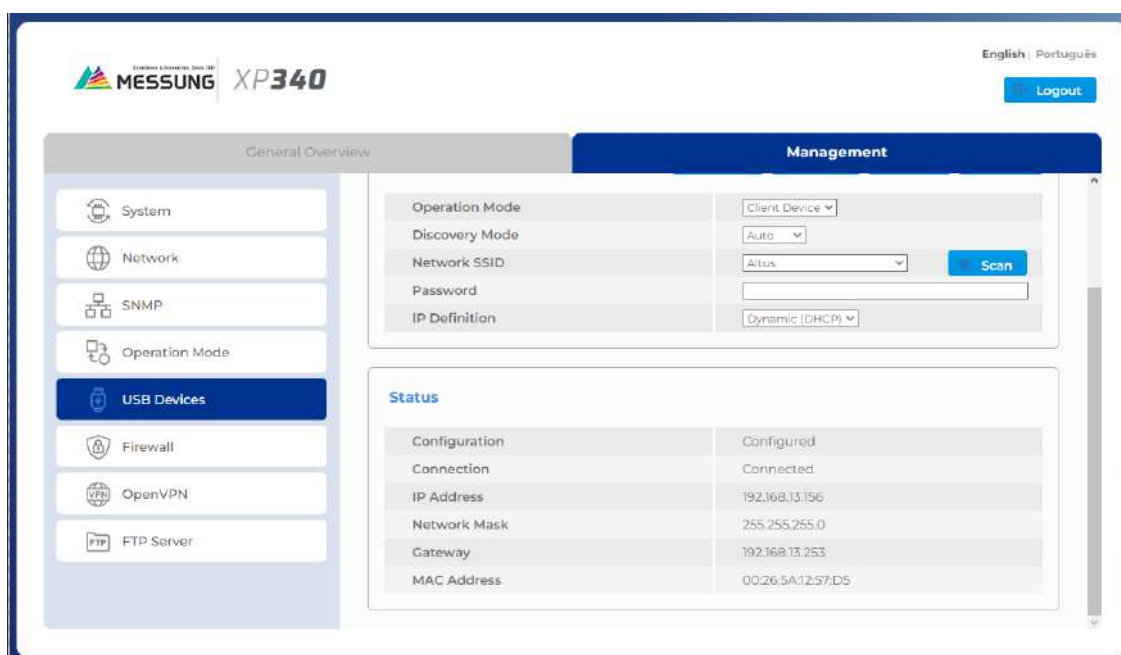 English | Português
MESSUNG XP340
Logout
General Overview
Management
System
Network
SNMP
Operation Mode
USB Devices
Firewall
OpenVPN
FTP Server
Operation Mode Client Device
Discovery Mode Auto
Network SSID Altus Scan
Password
IP Definition Dynamic (DHCP)
Status
Configuration Configured
Connection Connected
IP Address 192.168.13.156
Network Mask 255.255.255.0
Gateway 192.168.13.253
MAC Address 00:26:5A:12:57:D5